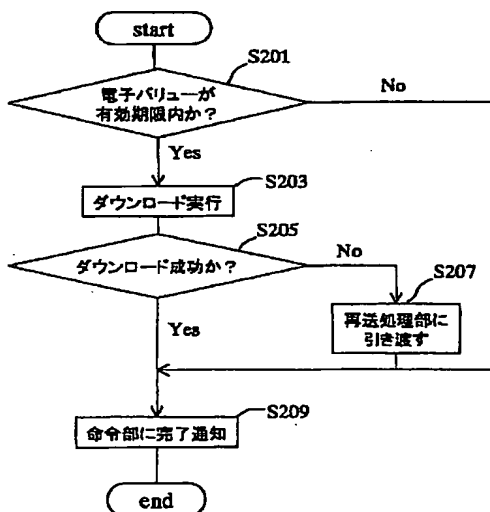 start
S201
電子バリューが
有効期限内か？
No
Yes
S203
ダウンロード実行
S205
ダウンロード成功か？
No
S207
再送処理部に
引き渡す
Yes
S209
命令部に完了通知
end